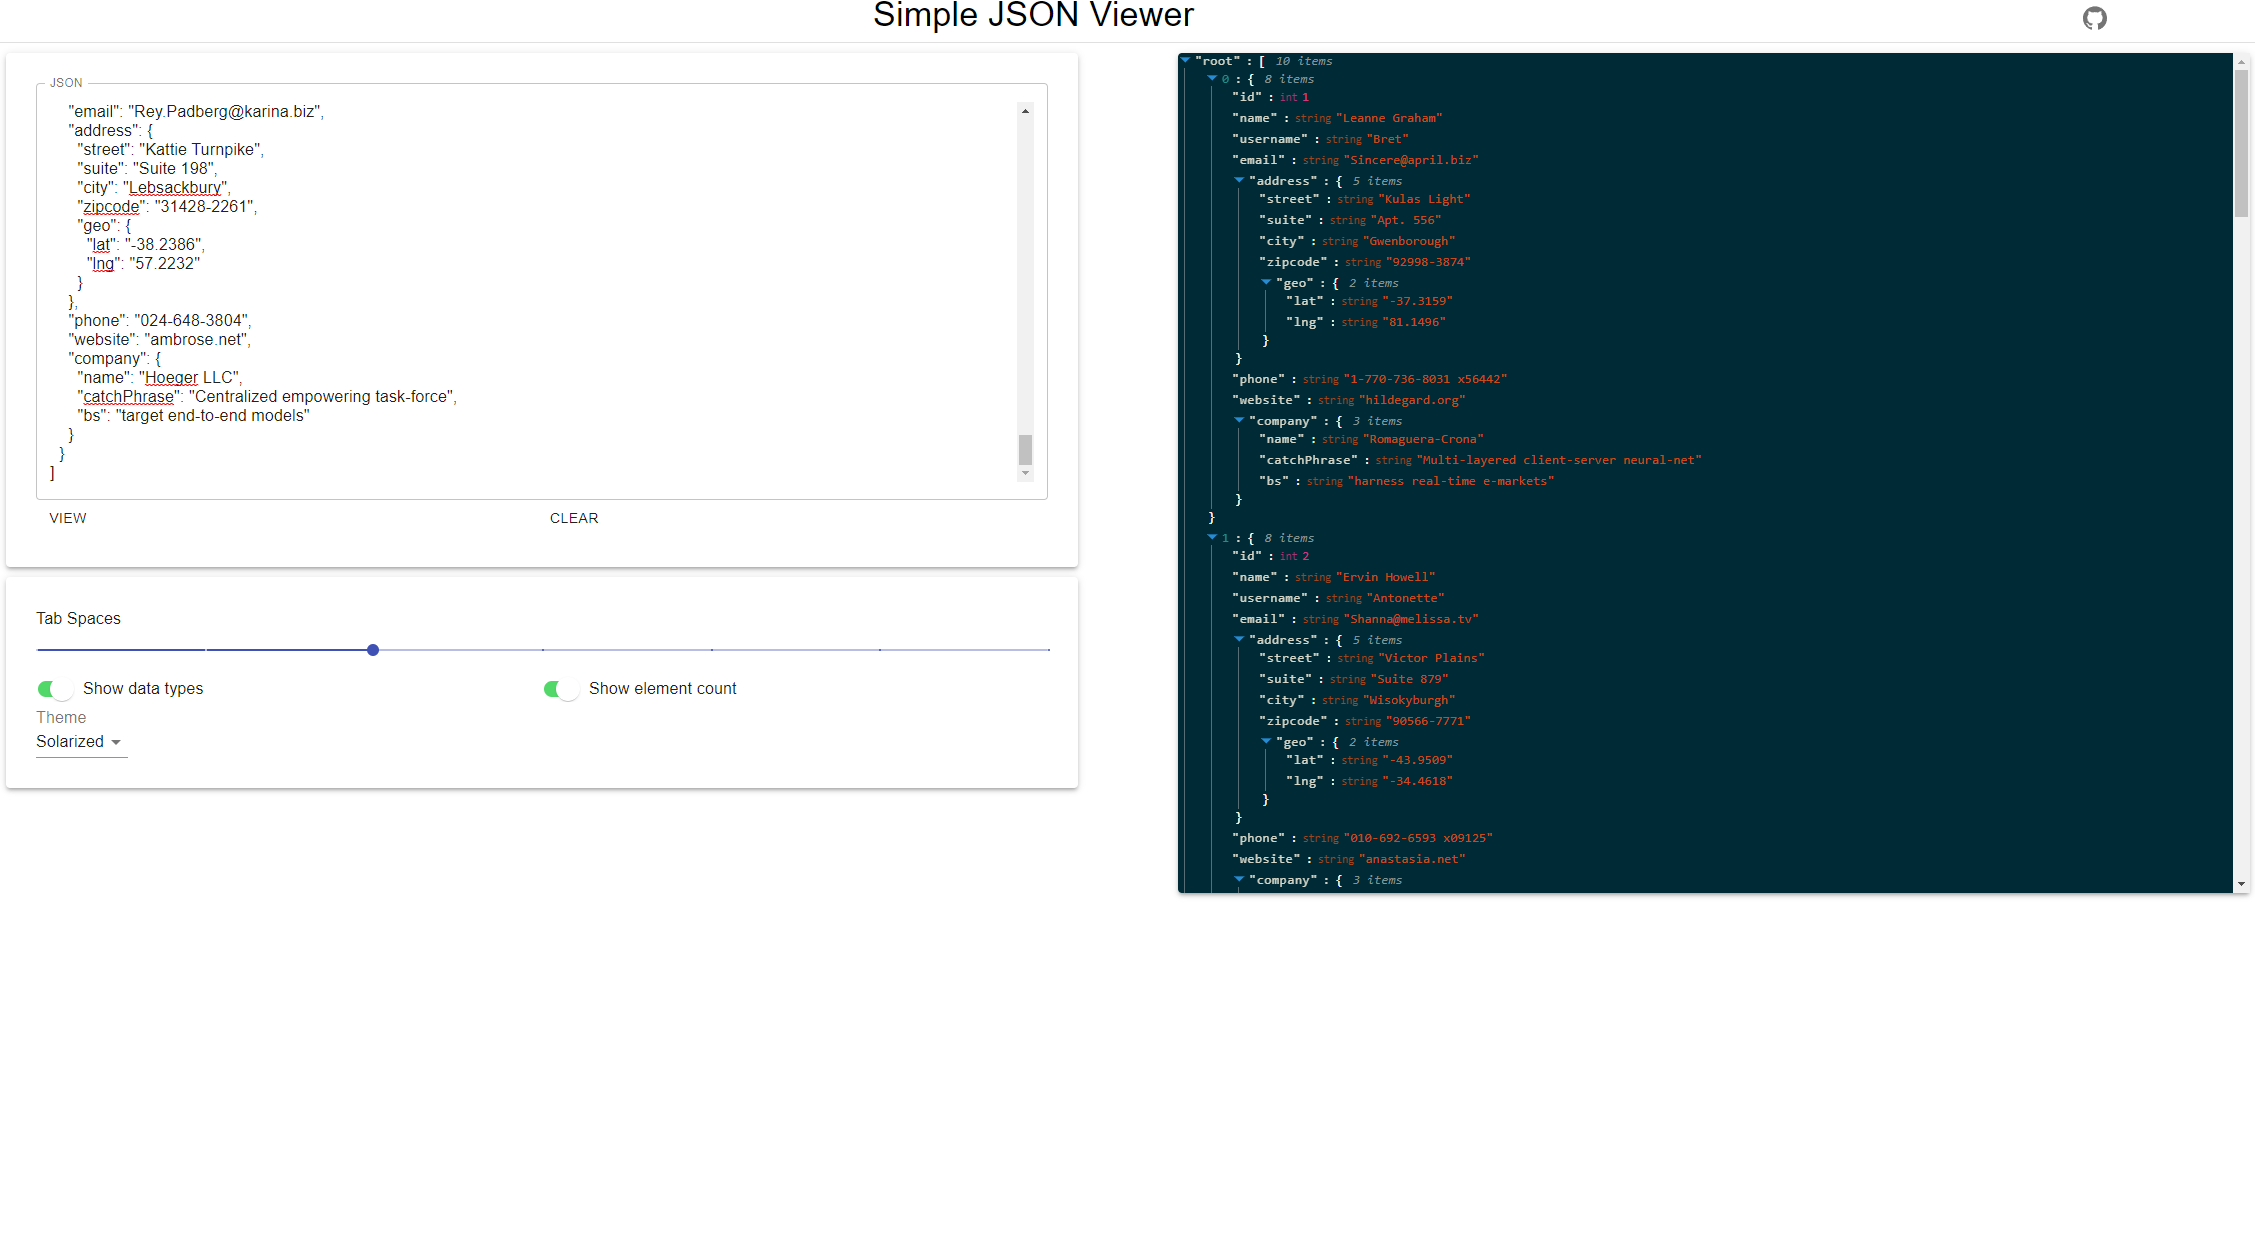 Simple JSON Viewer
JSON
"email": "Rey.Padberg@karina.biz",
"address": {
"street": "Kattie Turnpike",
"suite": "Suite 198",
"city": "Lebsackbury",
"zipcode": "31428-2261",
"geo": {
"lat": "-38.2386",
"lng": "57.2232"
}
},
"phone": "024-648-3804",
"website": "ambrose.net",
"company": {
"name": "Hoeger LLC",
"catchPhrase": "Centralized empowering task-force",
"bs": "target end-to-end models"
}
}
]
VIEW
CLEAR
Tab Spaces
Show data types
Show element count
Theme
Solarized
"root" : [ 10 items
0 : { 8 items
"id" : int 1
"name" : string "Leanne Graham"
"username" : string "Bret"
"email" : string "Sincere@april.biz"
"address" : { 5 items
"street" : string "Kulas Light"
"suite" : string "Apt. 556"
"city" : string "Gwenborough"
"zipcode" : string "92998-3874"
"geo" : { 2 items
"lat" : string "-37.3159"
"lng" : string "81.1496"
}
}
"phone" : string "1-770-736-8031 x56442"
"website" : string "hildegard.org"
"company" : { 3 items
"name" : string "Romaguera-Crona"
"catchPhrase" : string "Multi-layered client-server neural-net"
"bs" : string "harness real-time e-markets"
}
}
1 : { 8 items
"id" : int 2
"name" : string "Ervin Howell"
"username" : string "Antonette"
"email" : string "Shanna@melissa.tv"
"address" : { 5 items
"street" : string "Victor Plains"
"suite" : string "Suite 879"
"city" : string "Wisokyburgh"
"zipcode" : string "90566-7771"
"geo" : { 2 items
"lat" : string "-43.9509"
"lng" : string "-34.4618"
}
}
"phone" : string "010-692-6593 x09125"
"website" : string "anastasia.net"
"company" : { 3 items